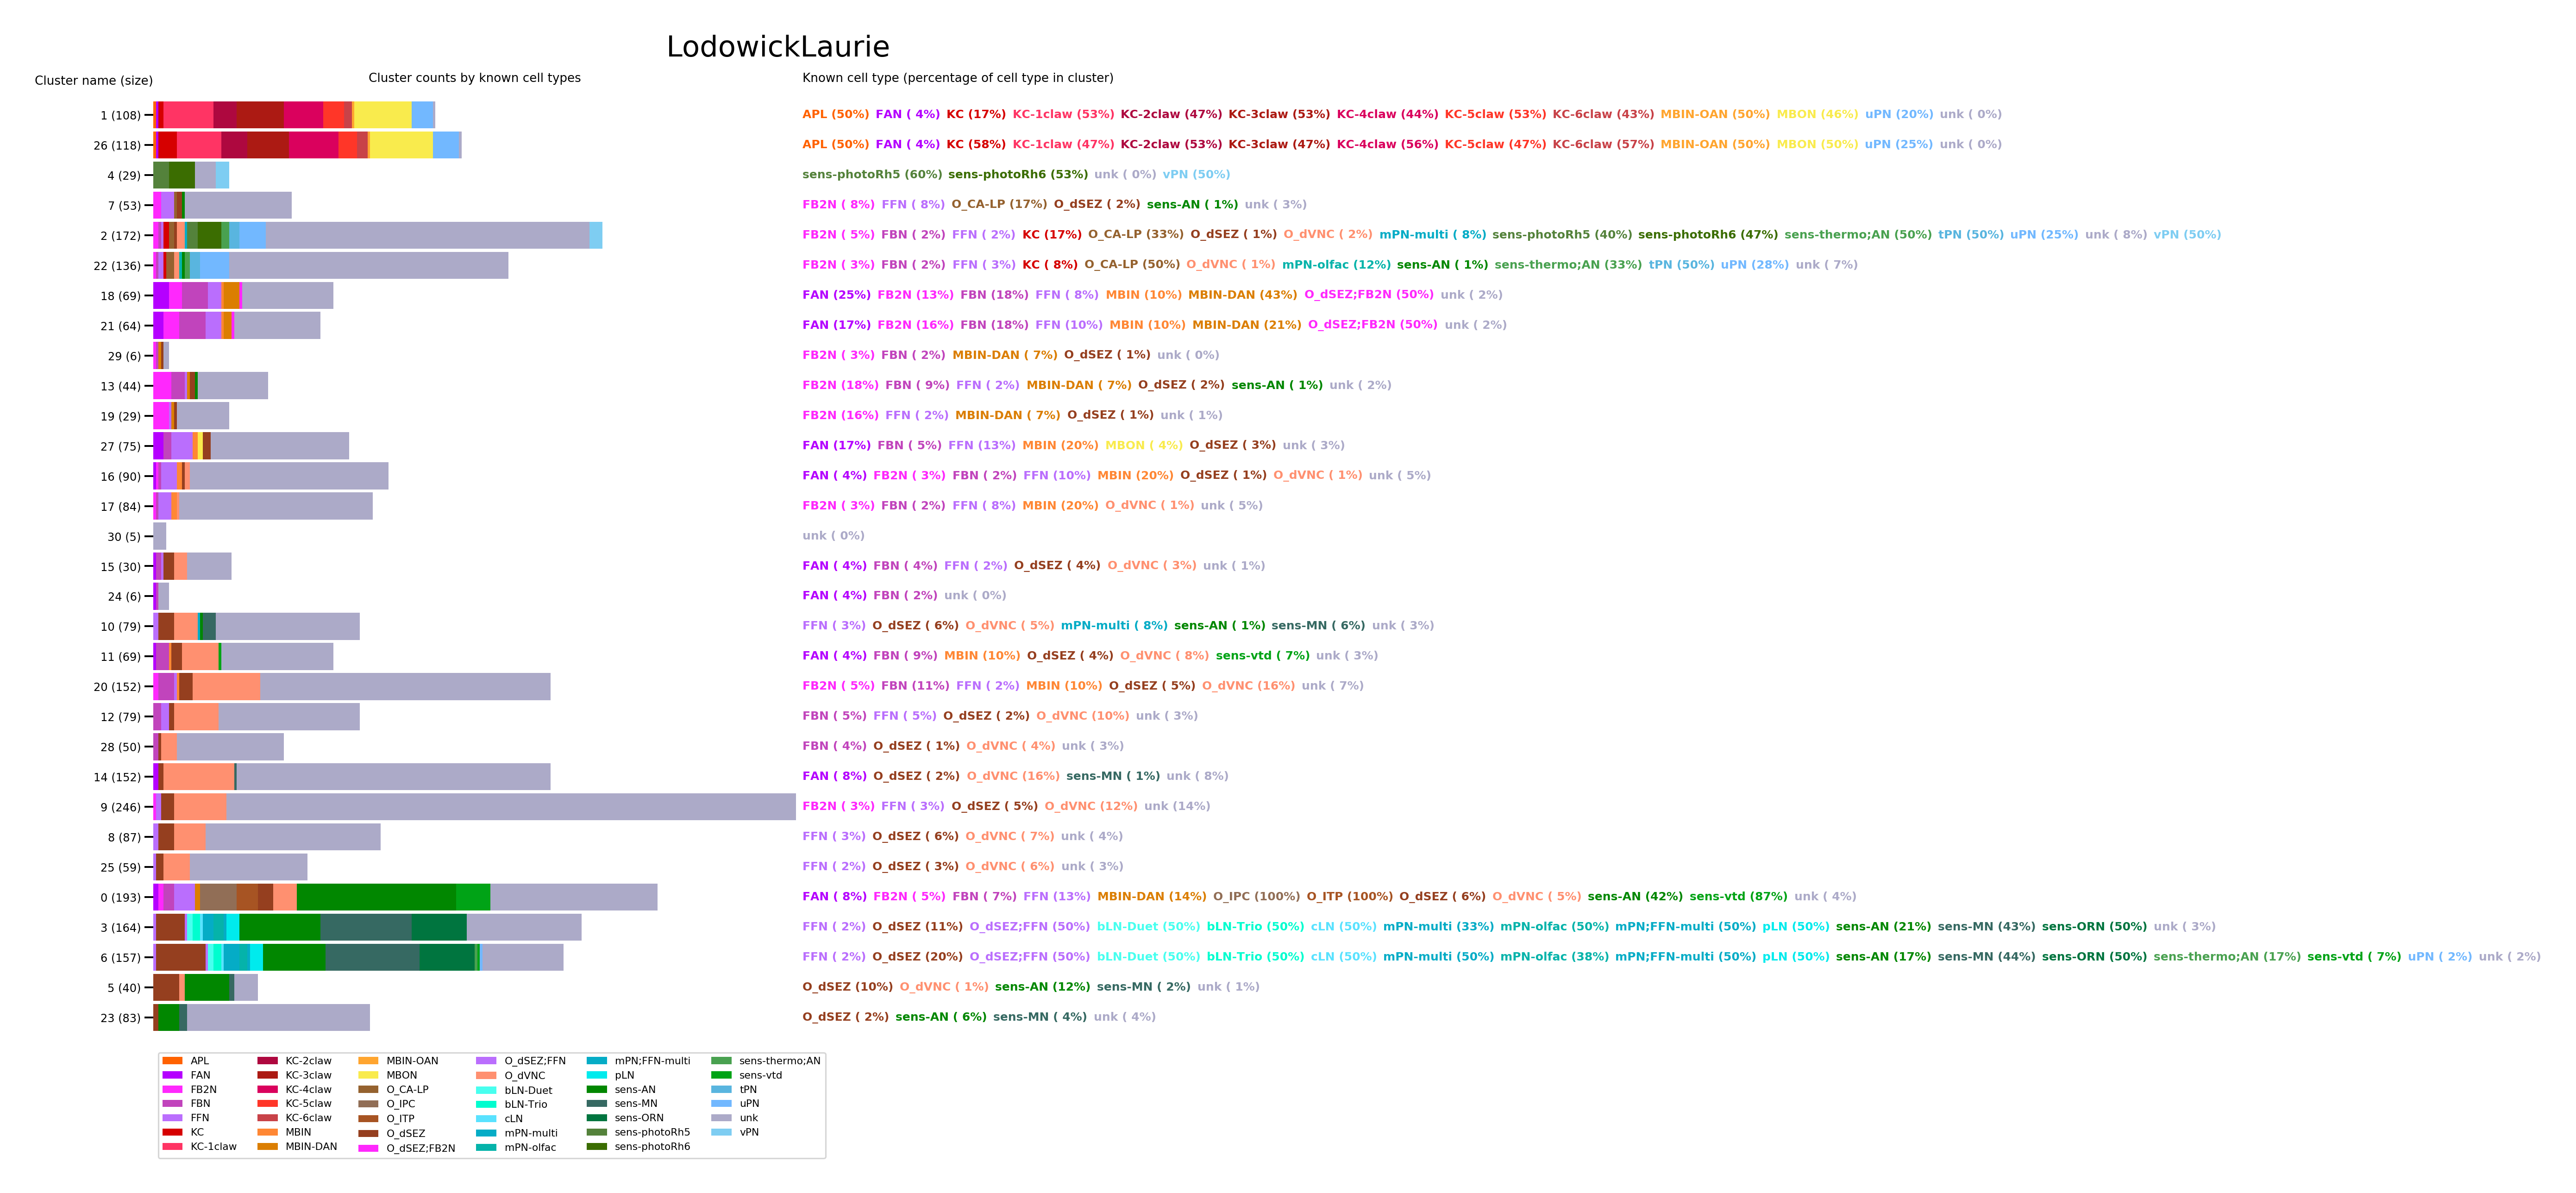 LodowickLaurie
Cluster name (size) Cluster counts by known cell types Known cell type (percentage of cell type in cluster)
1 (108) APL (50%) FAN ( 4%) KC (17%) KC-1claw (53%) KC-2claw (47%) KC-3claw (53%) KC-4claw (44%) KC-5claw (53%) KC-6claw (43%) MBIN-OAN (50%) MBON (46%) uPN (20%) unk ( 0%)
26 (118) APL (50%) FAN ( 4%) KC (58%) KC-1claw (47%) KC-2claw (53%) KC-3claw (47%) KC-4claw (56%) KC-5claw (47%) KC-6claw (57%) MBIN-OAN (50%) MBON (50%) uPN (25%) unk ( 0%)
4 (29) sens-photoRh5 (60%) sens-photoRh6 (53%) unk ( 0%) vPN (50%)
7 (53) FB2N ( 8%) FFN ( 8%) O_CA-LP (17%) O_dSEZ ( 2%) sens-AN ( 1%) unk ( 3%)
2 (172) FB2N ( 5%) FBN ( 2%) FFN ( 2%) KC (17%) O_CA-LP (33%) O_dSEZ ( 1%) O_dVNC ( 2%) mPN-multi ( 8%) sens-photoRh5 (40%) sens-photoRh6 (47%) sens-thermo;AN (50%) tPN (50%) uPN (25%) unk ( 8%) vPN (50%)
22 (136) FB2N ( 3%) FBN ( 2%) FFN ( 3%) KC ( 8%) O_CA-LP (50%) O_dVNC ( 1%) mPN-olfac (12%) sens-AN ( 1%) sens-thermo;AN (33%) tPN (50%) uPN (28%) unk ( 7%)
18 (69) FAN (25%) FB2N (13%) FBN (18%) FFN ( 8%) MBIN (10%) MBIN-DAN (43%) O_dSEZ;FB2N (50%) unk ( 2%)
21 (64) FAN (17%) FB2N (16%) FBN (18%) FFN (10%) MBIN (10%) MBIN-DAN (21%) O_dSEZ;FB2N (50%) unk ( 2%)
29 (6) FB2N ( 3%) FBN ( 2%) MBIN-DAN ( 7%) O_dSEZ ( 1%) unk ( 0%)
13 (44) FB2N (18%) FBN ( 9%) FFN ( 2%) MBIN-DAN ( 7%) O_dSEZ ( 2%) sens-AN ( 1%) unk ( 2%)
19 (29) FB2N (16%) FFN ( 2%) MBIN-DAN ( 7%) O_dSEZ ( 1%) unk ( 1%)
27 (75) FAN (17%) FBN ( 5%) FFN (13%) MBIN (20%) MBON ( 4%) O_dSEZ ( 3%) unk ( 3%)
16 (90) FAN ( 4%) FB2N ( 3%) FBN ( 2%) FFN (10%) MBIN (20%) O_dSEZ ( 1%) O_dVNC ( 1%) unk ( 5%)
17 (84) FB2N ( 3%) FBN ( 2%) FFN ( 8%) MBIN (20%) O_dVNC ( 1%) unk ( 5%)
30 (5) unk ( 0%)
15 (30) FAN ( 4%) FBN ( 4%) FFN ( 2%) O_dSEZ ( 4%) O_dVNC ( 3%) unk ( 1%)
24 (6) FAN ( 4%) FBN ( 2%) unk ( 0%)
10 (79) FFN ( 3%) O_dSEZ ( 6%) O_dVNC ( 5%) mPN-multi ( 8%) sens-AN ( 1%) sens-MN ( 6%) unk ( 3%)
11 (69) FAN ( 4%) FBN ( 9%) MBIN (10%) O_dSEZ ( 4%) O_dVNC ( 8%) sens-vtd ( 7%) unk ( 3%)
20 (152) FB2N ( 5%) FBN (11%) FFN ( 2%) MBIN (10%) O_dSEZ ( 5%) O_dVNC (16%) unk ( 7%)
12 (79) FBN ( 5%) FFN ( 5%) O_dSEZ ( 2%) O_dVNC (10%) unk ( 3%)
28 (50) FBN ( 4%) O_dSEZ ( 1%) O_dVNC ( 4%) unk ( 3%)
14 (152) FAN ( 8%) O_dSEZ ( 2%) O_dVNC (16%) sens-MN ( 1%) unk ( 8%)
9 (246) FB2N ( 3%) FFN ( 3%) O_dSEZ ( 5%) O_dVNC (12%) unk (14%)
8 (87) FFN ( 3%) O_dSEZ ( 6%) O_dVNC ( 7%) unk ( 4%)
25 (59) FFN ( 2%) O_dSEZ ( 3%) O_dVNC ( 6%) unk ( 3%)
0 (193) FAN ( 8%) FB2N ( 5%) FBN ( 7%) FFN (13%) MBIN-DAN (14%) O_IPC (100%) O_ITP (100%) O_dSEZ ( 6%) O_dVNC ( 5%) sens-AN (42%) sens-vtd (87%) unk ( 4%)
3 (164) FFN ( 2%) O_dSEZ (11%) O_dSEZ;FFN (50%) bLN-Duet (50%) bLN-Trio (50%) cLN (50%) mPN-multi (33%) mPN-olfac (50%) mPN;FFN-multi (50%) pLN (50%) sens-AN (21%) sens-MN (43%) sens-ORN (50%) unk ( 3%)
6 (157) FFN ( 2%) O_dSEZ (20%) O_dSEZ;FFN (50%) bLN-Duet (50%) bLN-Trio (50%) cLN (50%) mPN-multi (50%) mPN-olfac (38%) mPN;FFN-multi (50%) pLN (50%) sens-AN (17%) sens-MN (44%) sens-ORN (50%) sens-thermo;AN (17%) sens-vtd ( 7%) uPN ( 2%) unk ( 2%)
5 (40) O_dSEZ (10%) O_dVNC ( 1%) sens-AN (12%) sens-MN ( 2%) unk ( 1%)
23 (83) O_dSEZ ( 2%) sens-AN ( 6%) sens-MN ( 4%) unk ( 4%)
APL KC-2claw MBIN-OAN O_dSEZ;FFN mPN;FFN-multi sens-thermo;AN
FAN KC-3claw MBON O_dVNC pLN sens-vtd
FB2N KC-4claw O_CA-LP bLN-Duet sens-AN tPN
FBN KC-5claw O_IPC bLN-Trio sens-MN uPN
FFN KC-6claw O_ITP cLN sens-ORN unk
KC MBIN O_dSEZ mPN-multi sens-photoRh5 vPN
KC-1claw MBIN-DAN O_dSEZ;FB2N mPN-olfac sens-photoRh6